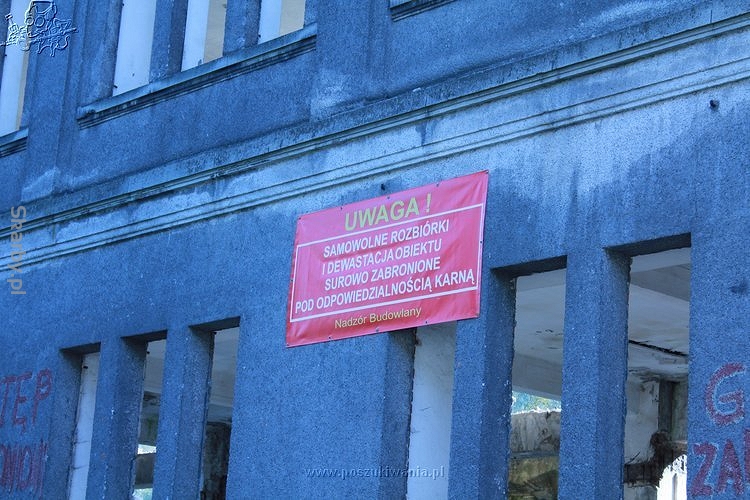 UWAGA !
SAMOWOLNE ROZBIÓRKI
I DEWASTACJA OBIEKTU
SUROWO ZABRONIONE
POD ODPOWIEDZIALNOŚCIĄ KARNĄ
Nadzór Budowlany
www.poszukiwania.pl